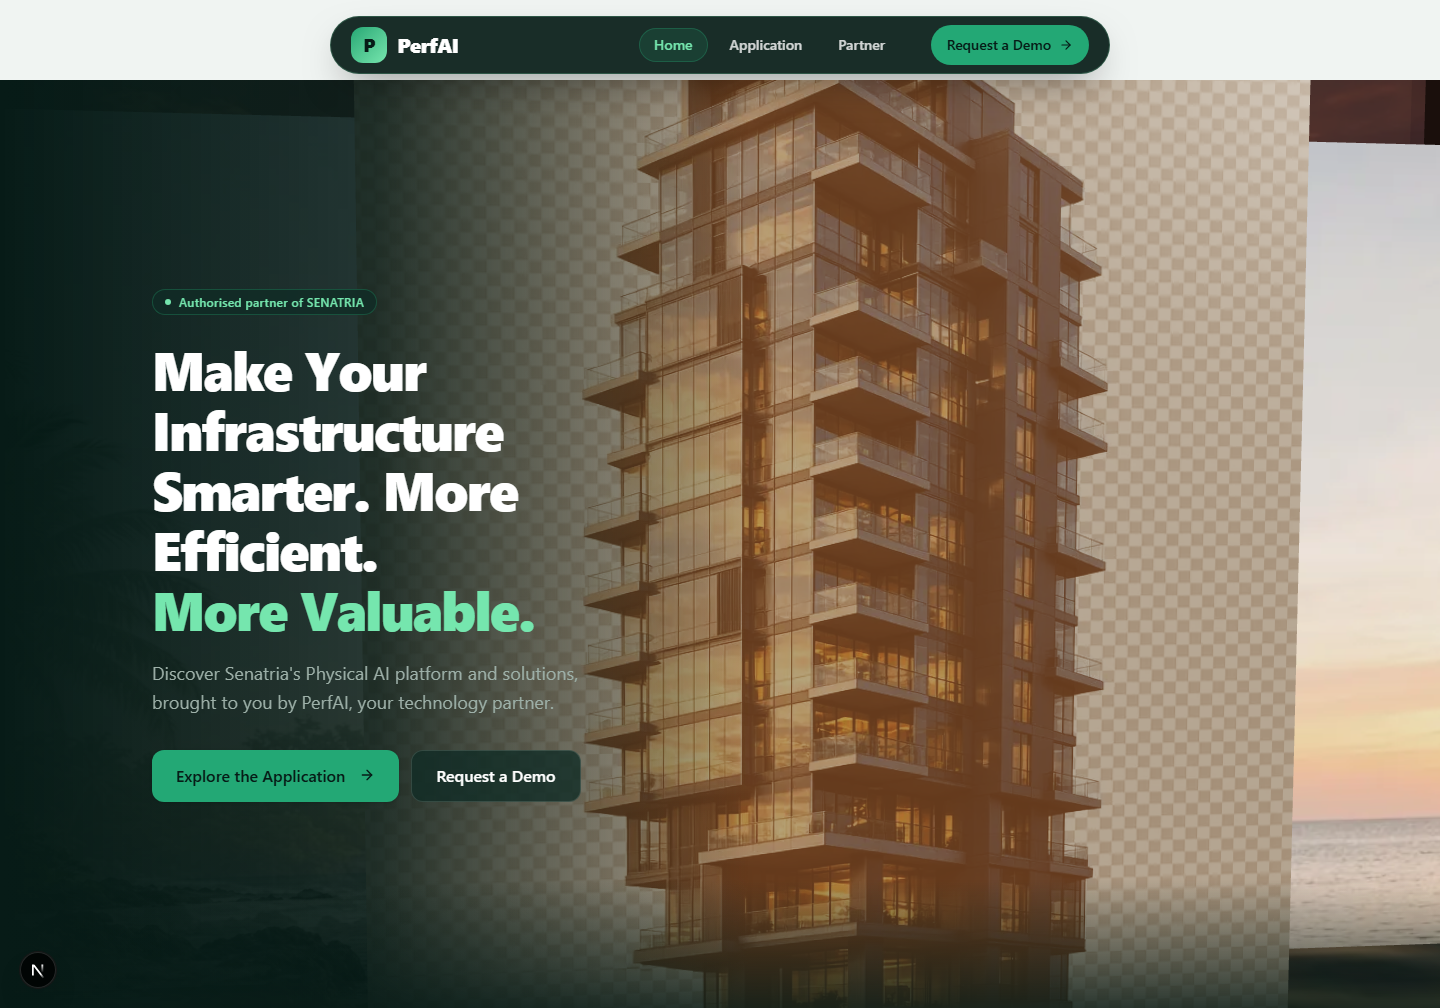 P PerfAI
Home Application Partner Request a Demo →
Authorised partner of SENATRIA
Make Your
Infrastructure
Smarter. More
Efficient.
More Valuable.
Discover Senatria's Physical AI platform and solutions,
brought to you by PerfAI, your technology partner.
Explore the Application →
Request a Demo
N